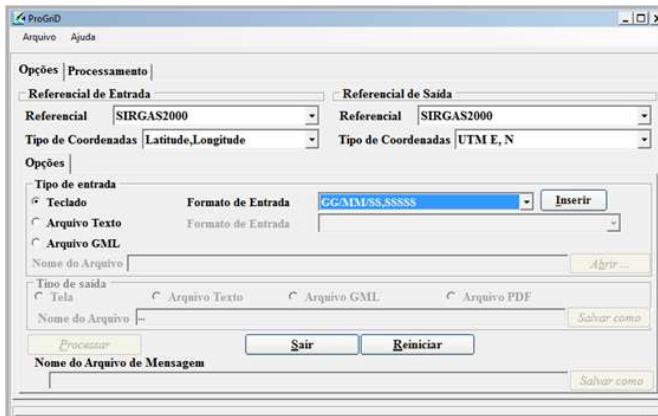 ProGriD
Arquivo Ajuda
Opções Processamento
Referencial de Entrada Referencial de Saída
Referencial SIRGAS2000 Referencial SIRGAS2000
Tipo de Coordenadas Latitude,Longitude Tipo de Coordenadas UTM E, N
Opções
Tipo de entrada
Teclado Formato de Entrada GG/MM/SS,SSSSS Inserir
Arquivo Texto Formato de Entrada
Arquivo GML
Nome do Arquivo Abrir ...
Tipo de saída
Tela Arquivo Texto Arquivo GML Arquivo PDF
Nome do Arquivo -- Salvar como
Processar Sair Reiniciar
Nome do Arquivo de Mensagem
Salvar como